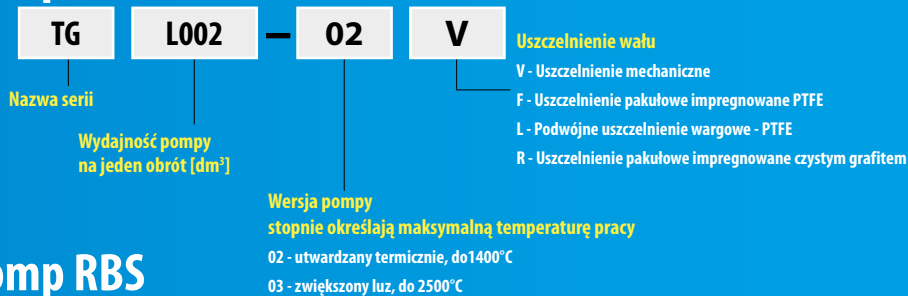 TG L002 – 02 V
Uszczelnienie wału
V - Uszczelnienie mechaniczne
F - Uszczelnienie pakułowe impregnowane PTFE
L - Podwójne uszczelnienie wargowe - PTFE
R - Uszczelnienie pakułowe impregnowane czystym grafitem
Nazwa serii
Wydajność pompy
na jeden obrót [dm³]
Wersja pompy
stopnie określają maksymalną temperaturę pracy
02 - utwardzany termicznie, do1400°C
03 - zwiększony luz, do 2500°C
omp RBS